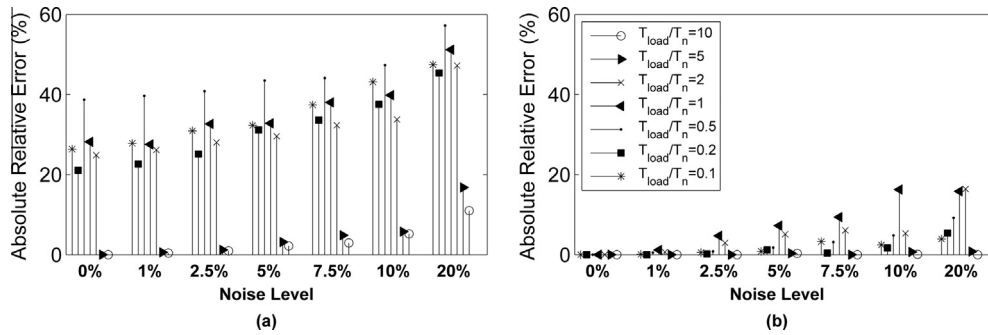 Absolute Relative Error (%)
60
40
20
0
0% 1% 2.5% 5% 7.5% 10% 20%
Noise Level
(a)
Absolute Relative Error (%)
60
40
20
0
T_load/T_n=10
T_load/T_n=5
T_load/T_n=2
T_load/T_n=1
T_load/T_n=0.5
T_load/T_n=0.2
T_load/T_n=0.1
0% 1% 2.5% 5% 7.5% 10% 20%
Noise Level
(b)